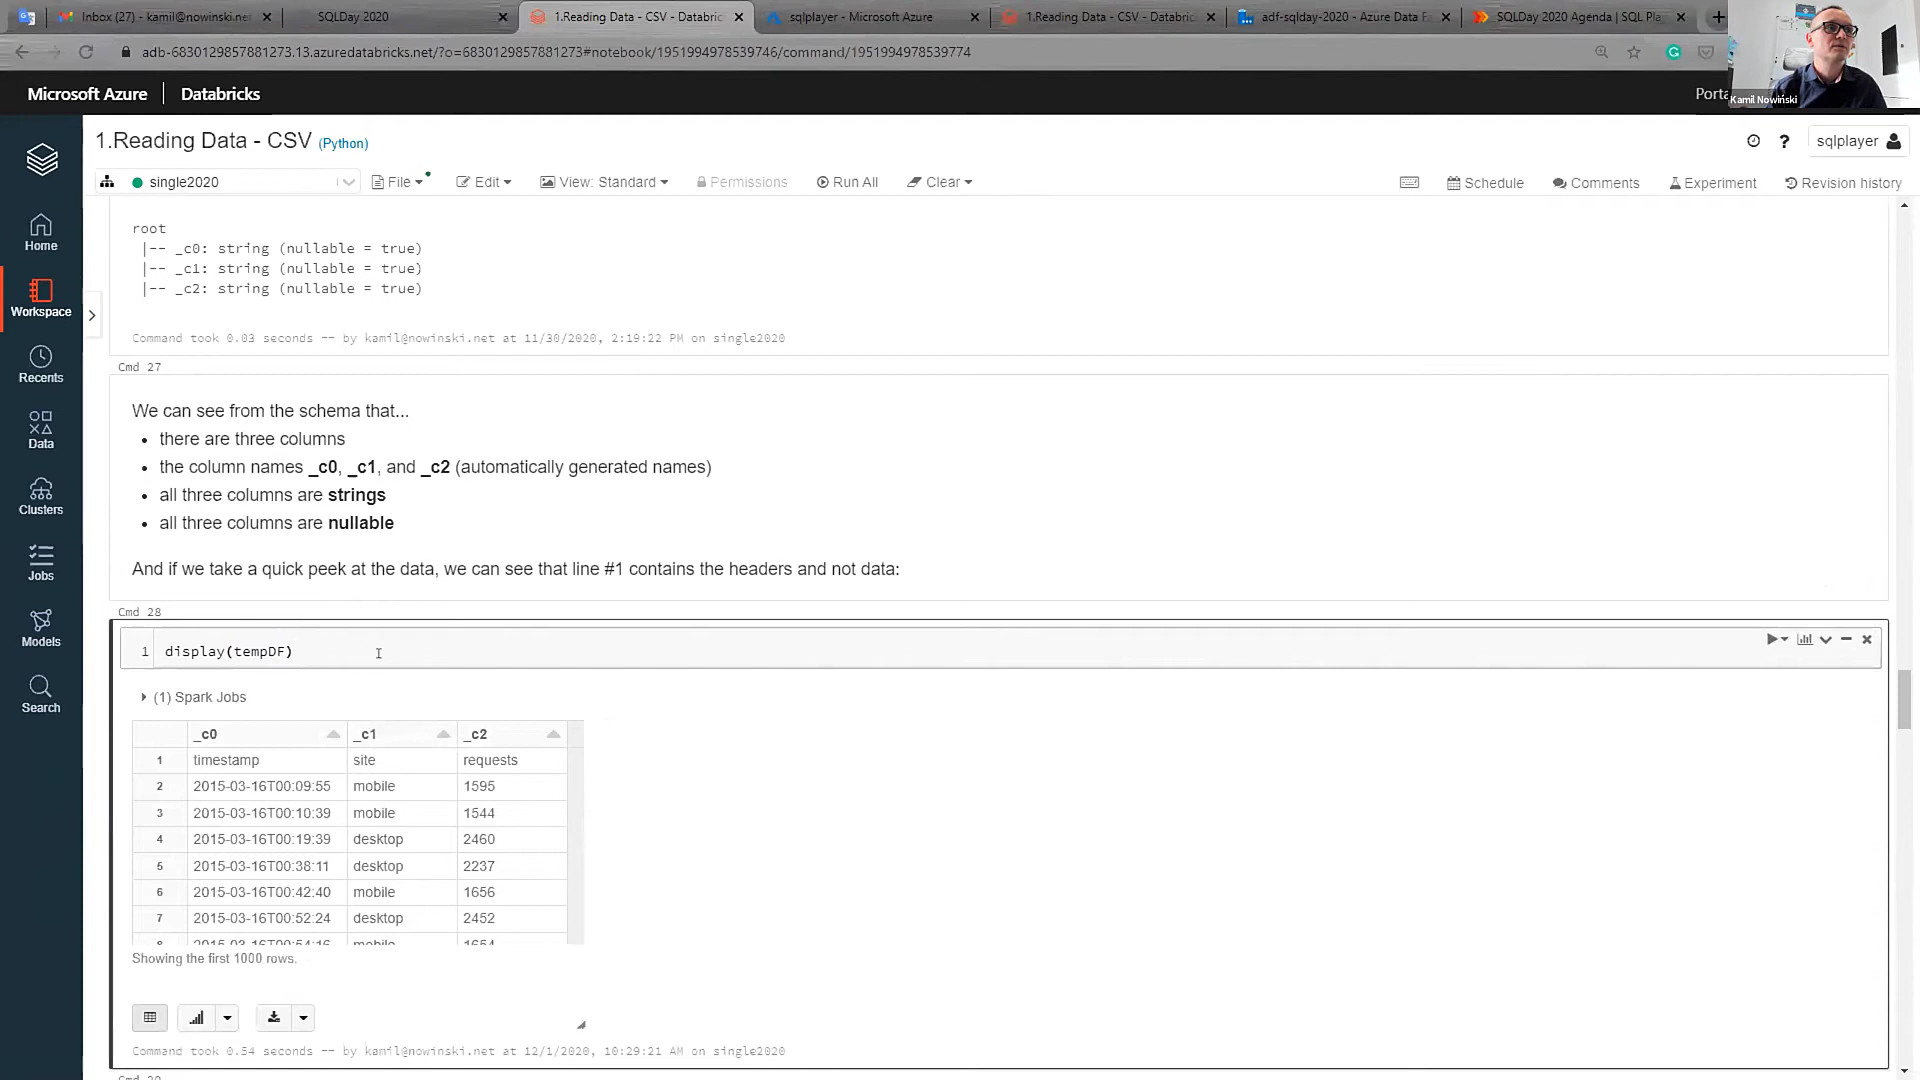 Inbox (27) - kamil@nowinski.net
SQLDay 2020
1.Reading Data - CSV - Databric
sqlplayer - Microsoft Azure
1.Reading Data - CSV - Databric
adf-sqlday-2020 - Azure Data Fa
SQLDay 2020 Agenda | SQL Pla
adb-6830129857881273.13.azuredatabricks.net/?o=6830129857881273#notebook/1951994978539746/command/1951994978539774
Microsoft Azure
Databricks
Porta
Kamil Nowiński
1.Reading Data - CSV (Python)
? sqlplayer
single2020
File
Edit
View: Standard
Permissions
Run All
Clear
Schedule
Comments
Experiment
Revision history
Home
Workspace
Recents
Data
Clusters
Jobs
Models
Search
root
|-- _c0: string (nullable = true)
|-- _c1: string (nullable = true)
|-- _c2: string (nullable = true)
Command took 0.03 seconds -- by kamil@nowinski.net at 11/30/2020, 2:19:22 PM on single2020
Cmd 27
We can see from the schema that...
• there are three columns
• the column names _c0, _c1, and _c2 (automatically generated names)
• all three columns are strings
• all three columns are nullable
And if we take a quick peek at the data, we can see that line #1 contains the headers and not data:
Cmd 28
1 display(tempDF)
(1) Spark Jobs
_c0 _c1 _c2
1 timestamp site requests
2 2015-03-16T00:09:55 mobile 1595
3 2015-03-16T00:10:39 mobile 1544
4 2015-03-16T00:19:39 desktop 2460
5 2015-03-16T00:38:11 desktop 2237
6 2015-03-16T00:42:40 mobile 1656
7 2015-03-16T00:52:24 desktop 2452
8 2015-03-16T00:54:16 mobile 1654
Showing the first 1000 rows.
Command took 0.54 seconds -- by kamil@nowinski.net at 12/1/2020, 10:29:21 AM on single2020
Cmd 29